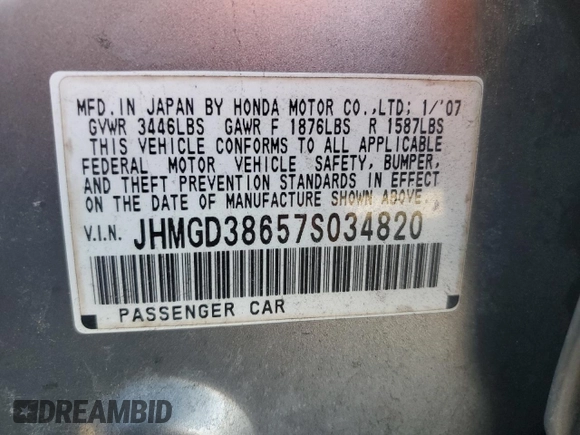 MFD. IN JAPAN BY HONDA MOTOR CO.,LTD; 1/'07
GVWR 3446LBS GAWR F 1876LBS R 1587LBS
THIS VEHICLE CONFORMS TO ALL APPLICABLE
FEDERAL MOTOR VEHICLE SAFETY, BUMPER,
AND THEFT PREVENTION STANDARDS IN EFFECT
ON THE DATE OF MANUFACTURE SHOWN ABOVE.
V.I.N. JHMGD38657S034820
PASSENGER CAR
DREAMBID